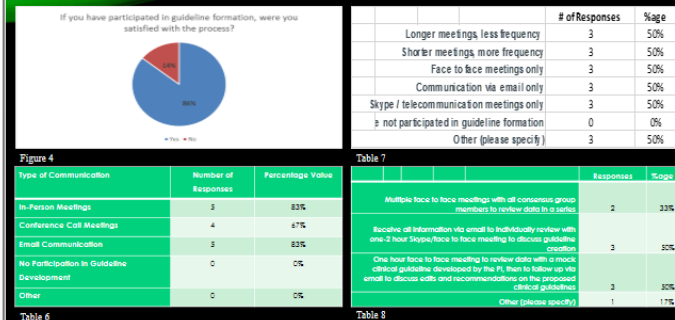 If you have participated in guideline formation, were you
satisfied with the process?
14%
86%
Yes No
Figure 4
# of Responses %age
Longer meetings, less frequency 3 50%
Shorter meetings, more frequency 3 50%
Face to face meetings only 3 50%
Communication via email only 3 50%
Skype / telecommunication meetings only 3 50%
e not participated in guideline formation 0 0%
Other (please specify) 3 50%
Table 7
Type of Communication Number of Responses Percentage Value
In-Person Meetings 5 83%
Conference Call Meetings 4 67%
Email Communication 5 83%
No Participation in Guideline Development 0 0%
Other 0 0%
Table 6
Responses %age
Multiple face to face meetings with all consensus group
members to review data in a series 2 33%
Receive all information via email to individually review with
one-2 hour Skype/face to face meeting to discuss guideline
creation 3 50%
One hour face to face meeting to review data with a mock
clinical guideline developed by the PI, then to follow up via
email to discuss edits and recommendations on the proposed
clinical guidelines 3 50%
Other (please specify) 1 17%
Table 8